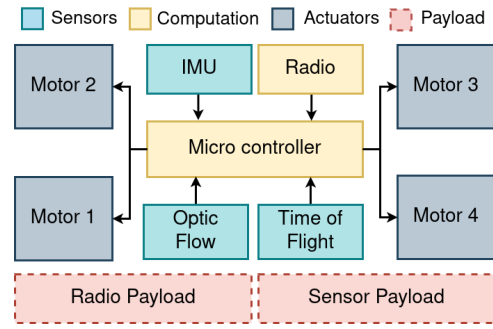 Sensors Computation Actuators Payload
Motor 2
IMU
Radio
Motor 3
Micro controller
Motor 1
Optic
Flow
Time of
Flight
Motor 4
Radio Payload
Sensor Payload